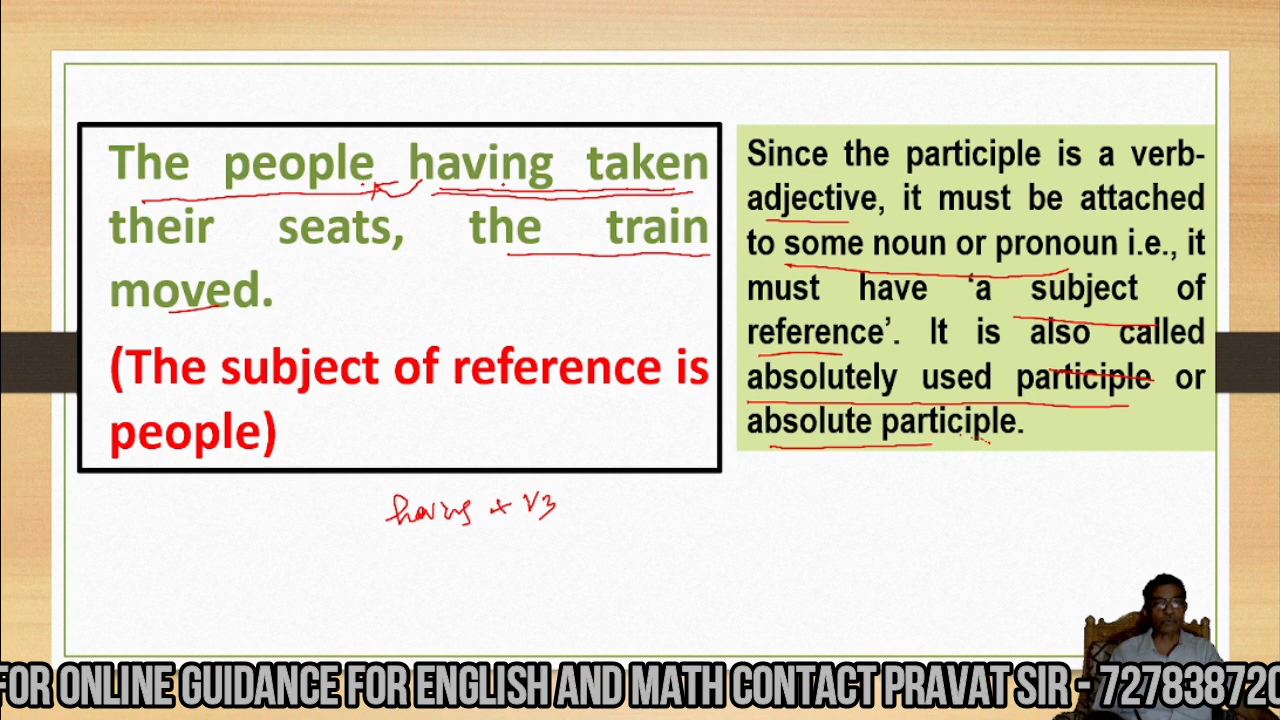 The people having taken
their seats, the train
moved.
(The subject of reference is
people)
having + V3
Since the participle is a verb-
adjective, it must be attached
to some noun or pronoun i.e., it
must have ‘a subject of
reference’. It is also called
absolutely used participle or
absolute participle.
FOR ONLINE GUIDANCE FOR ENGLISH AND MATH CONTACT PRAVAT SIR - 727838720